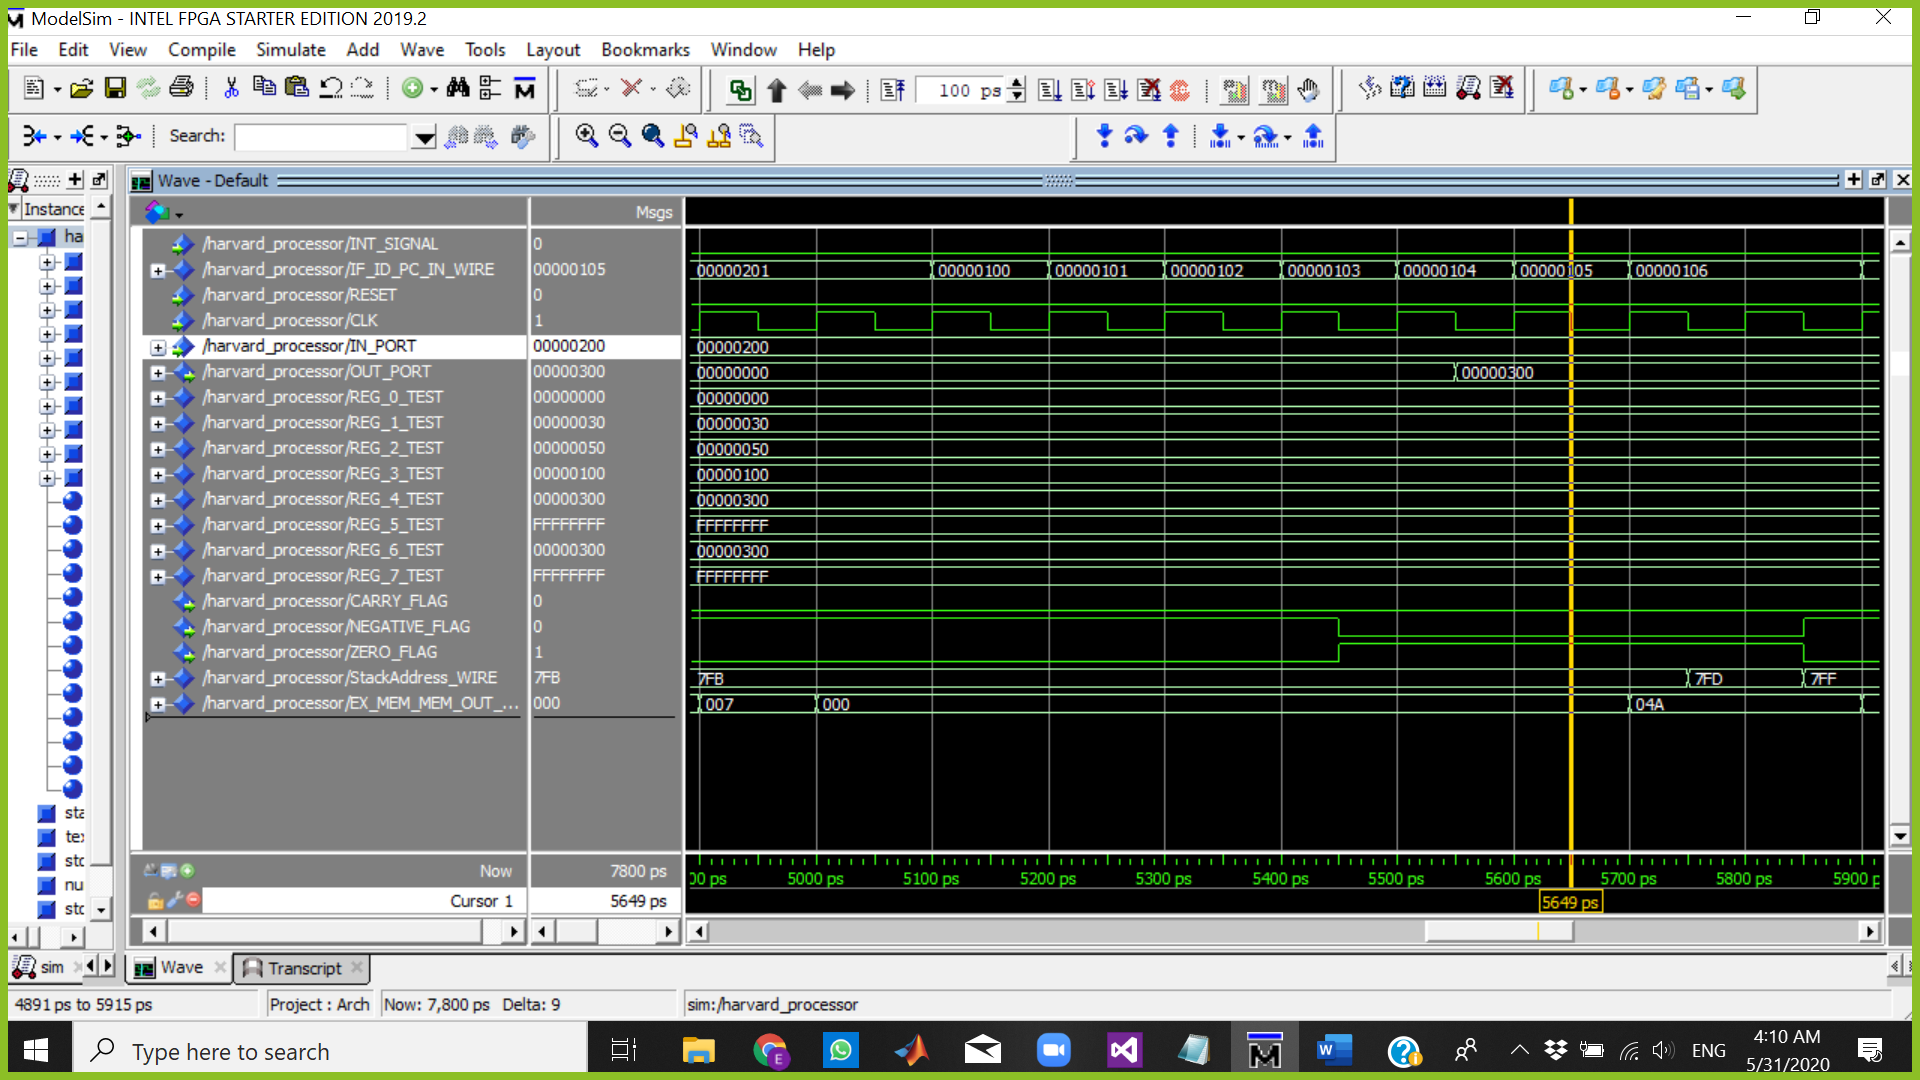 ModelSim - INTEL FPGA STARTER EDITION 2019.2
File Edit View Compile Simulate Add Wave Tools Layout Bookmarks Window Help
100 ps
Search:
Wave - Default
Instance
Msgs
ha
/harvard_processor/INT_SIGNAL 0
/harvard_processor/IF_ID_PC_IN_WIRE 00000105 00000201 00000100 00000101 00000102 00000103 00000104 00000105 00000106
/harvard_processor/RESET 0
/harvard_processor/CLK 1
/harvard_processor/IN_PORT 00000200 00000200
/harvard_processor/OUT_PORT 00000300 00000000 00000300
/harvard_processor/REG_0_TEST 00000000 00000000
/harvard_processor/REG_1_TEST 00000030 00000030
/harvard_processor/REG_2_TEST 00000050 00000050
/harvard_processor/REG_3_TEST 00000100 00000100
/harvard_processor/REG_4_TEST 00000300 00000300
/harvard_processor/REG_5_TEST FFFFFFFF FFFFFFFF
/harvard_processor/REG_6_TEST 00000300 00000300
/harvard_processor/REG_7_TEST FFFFFFFF FFFFFFFF
/harvard_processor/CARRY_FLAG 0
/harvard_processor/NEGATIVE_FLAG 0
/harvard_processor/ZERO_FLAG 1
/harvard_processor/StackAddress_WIRE 7FB 7FB 7FD 7FF
/harvard_processor/EX_MEM_MEM_OUT_... 000 007 000 04A
sta
te
std
nu
std
Now 7800 ps 00 ps 5000 ps 5100 ps 5200 ps 5300 ps 5400 ps 5500 ps 5600 ps 5700 ps 5800 ps 5900 p
Cursor 1 5649 ps 5649 ps
sim Wave Transcript
4891 ps to 5915 ps Project : Arch Now: 7,800 ps Delta: 9 sim:/harvard_processor
Type here to search
ENG
4:10 AM
5/31/2020